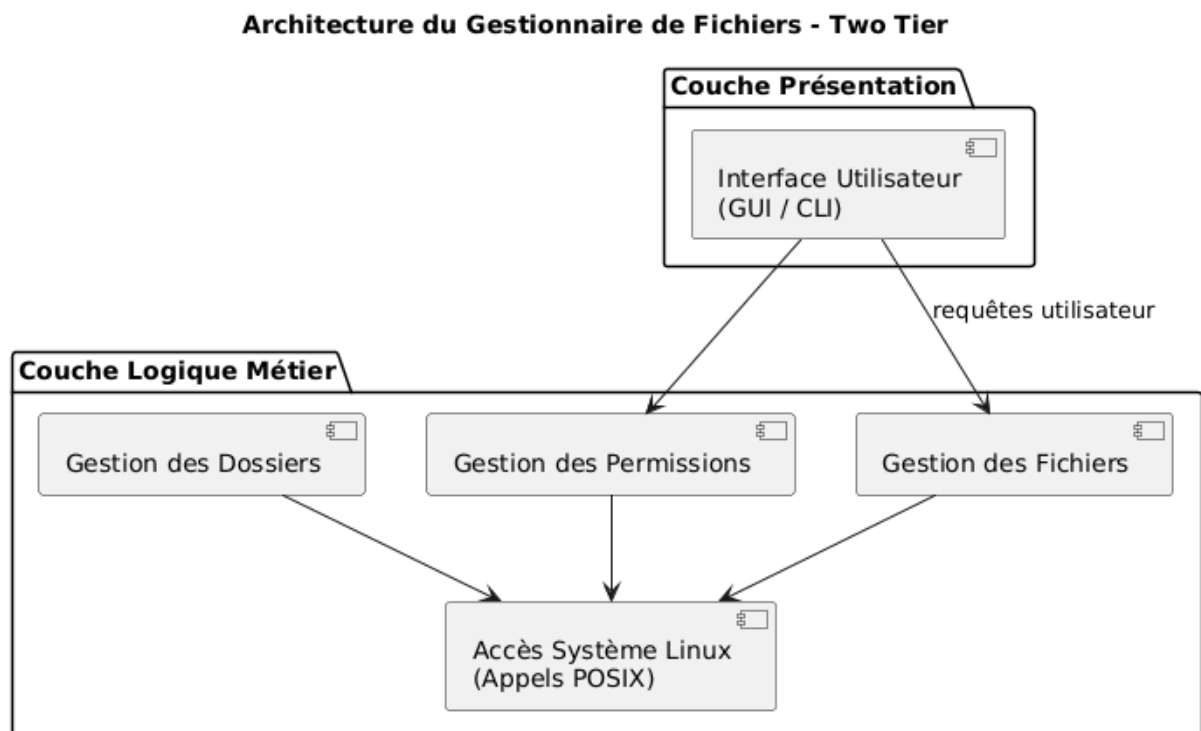 Architecture du Gestionnaire de Fichiers - Two Tier
Couche Présentation
Interface Utilisateur
(GUI / CLI)
requêtes utilisateur
Couche Logique Métier
Gestion des Dossiers
Gestion des Permissions
Gestion des Fichiers
Accès Système Linux
(Appels POSIX)